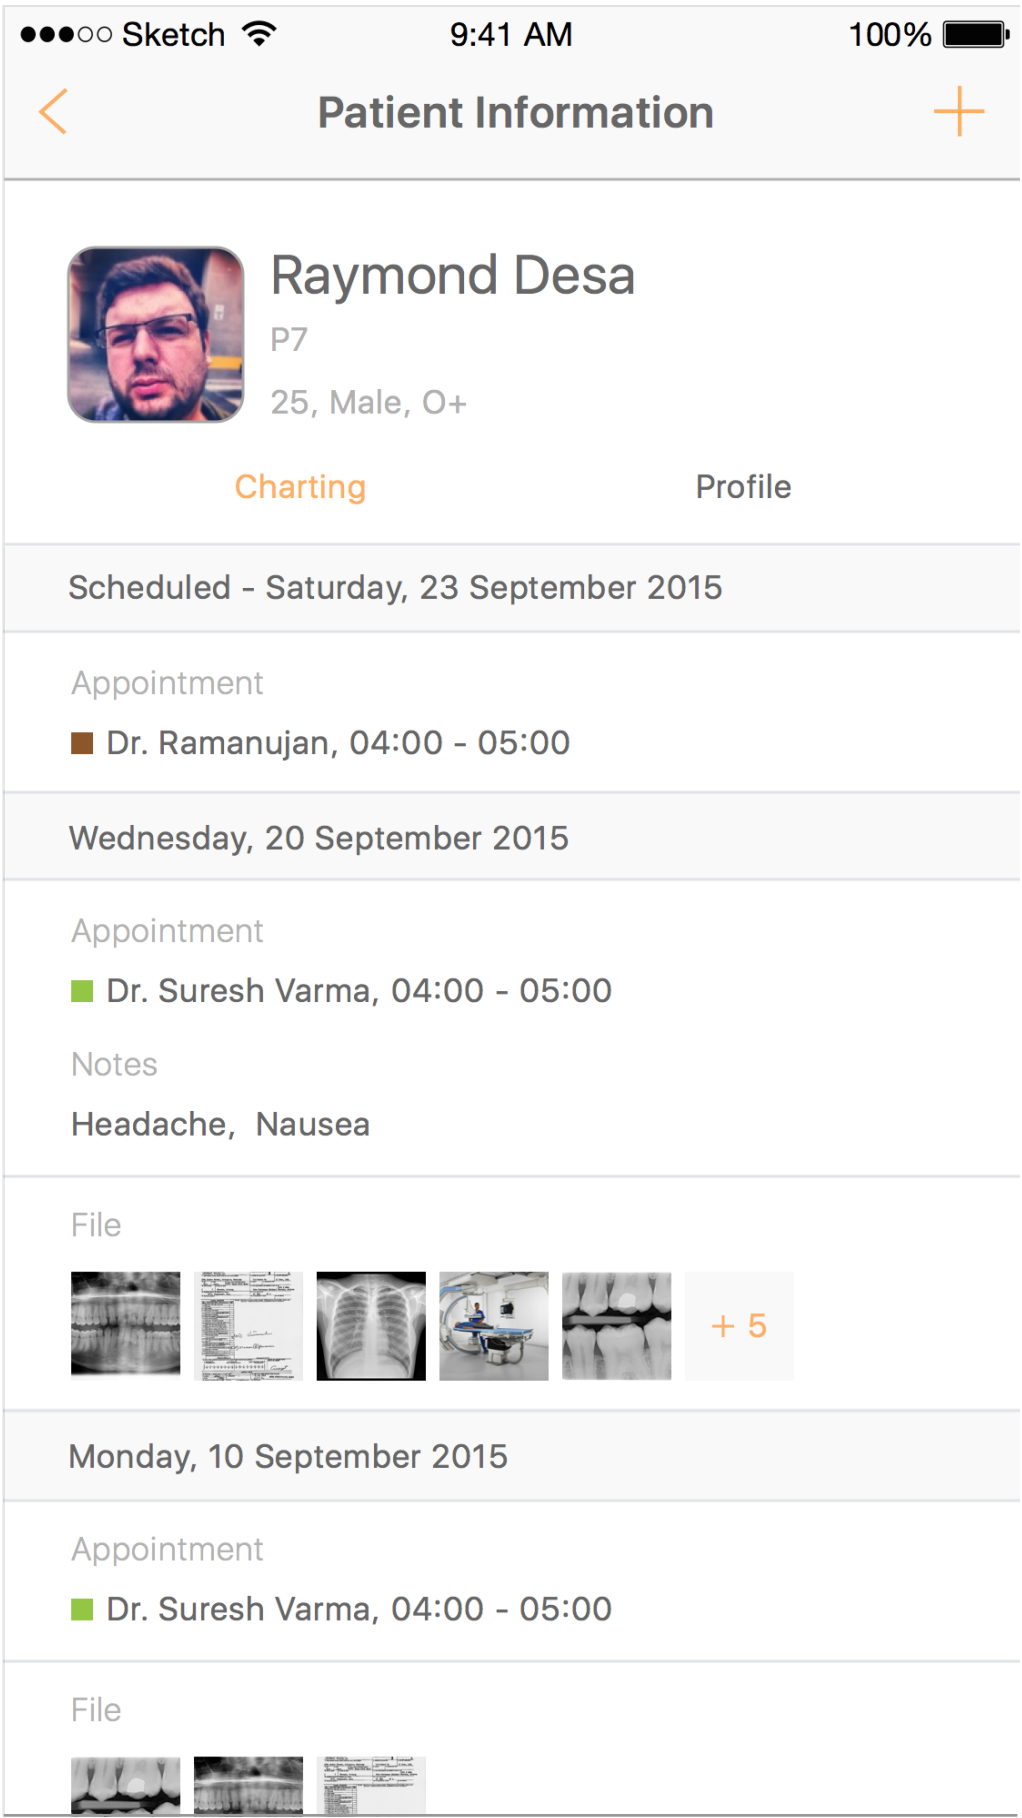 Sketch 9:41 AM 100%
Patient Information
Raymond Desa
P7
25, Male, O+
Charting Profile
Scheduled - Saturday, 23 September 2015
Appointment
Dr. Ramanujan, 04:00 - 05:00
Wednesday, 20 September 2015
Appointment
Dr. Suresh Varma, 04:00 - 05:00
Notes
Headache, Nausea
File
+ 5
Monday, 10 September 2015
Appointment
Dr. Suresh Varma, 04:00 - 05:00
File